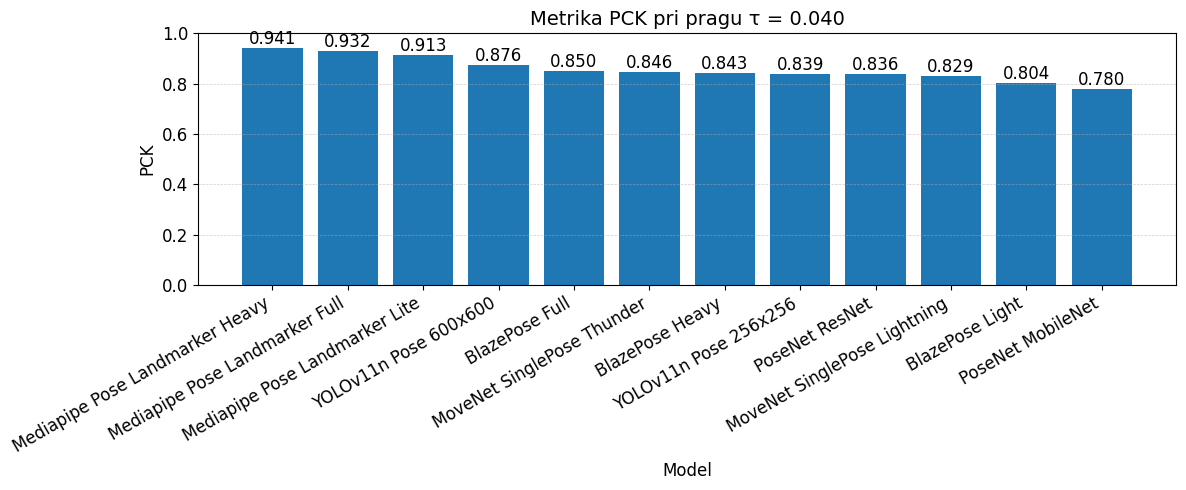 Metrika PCK pri pragu τ = 0.040
PCK
1.0
0.8
0.6
0.4
0.2
0.0
0.941
0.932
0.913
0.876
0.850
0.846
0.843
0.839
0.836
0.829
0.804
0.780
Mediapipe Pose Landmarker Heavy
Mediapipe Pose Landmarker Full
Mediapipe Pose Landmarker Lite
YOLOv11n Pose 600x600
BlazePose Full
MoveNet SinglePose Thunder
BlazePose Heavy
YOLOv11n Pose 256x256
PoseNet ResNet
MoveNet SinglePose Lightning
BlazePose Light
PoseNet MobileNet
Model